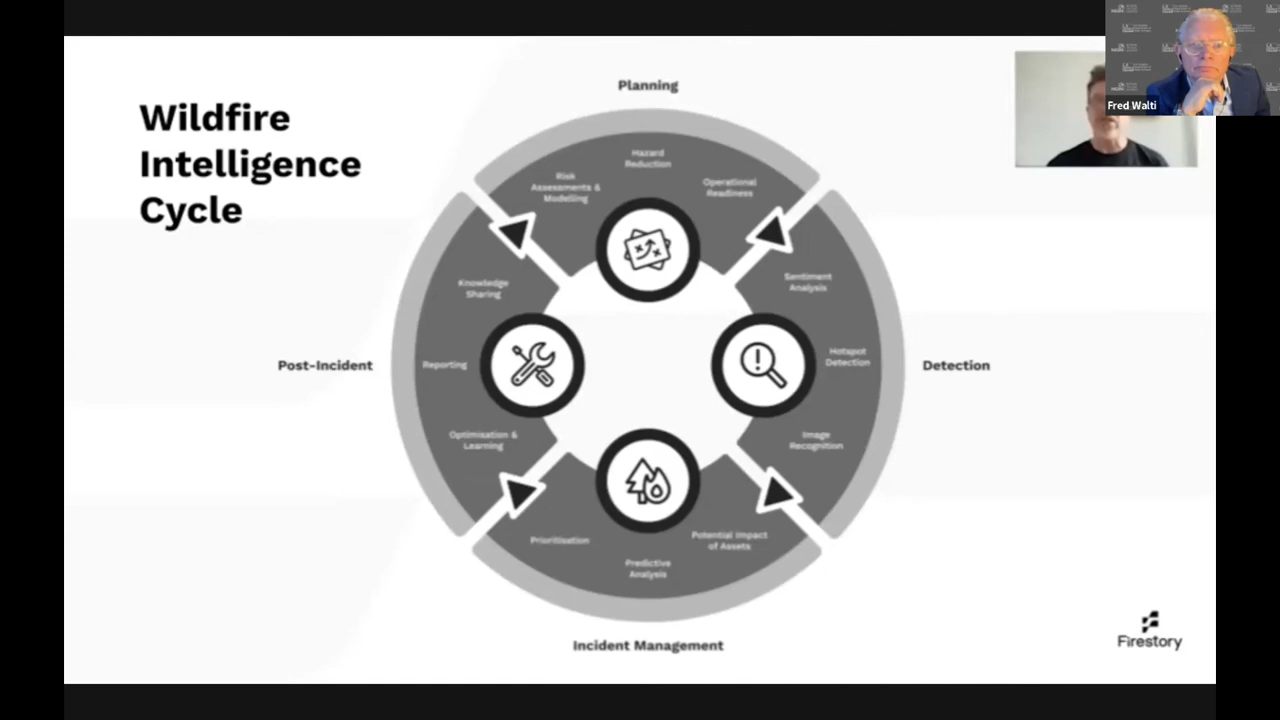 Wildfire
Intelligence
Cycle
Planning
Hazard
Reduction
Risk
Assessments &
Modelling
Operational
Readiness
Knowledge
Sharing
Sentiment
Analysis
Post-Incident
Reporting
Hotspot
Detection
Detection
Optimisation &
Learning
Image
Recognition
Prioritisation
Potential Impact
of Assets
Predictive
Analysis
Incident Management
Firestory
Fred Walti